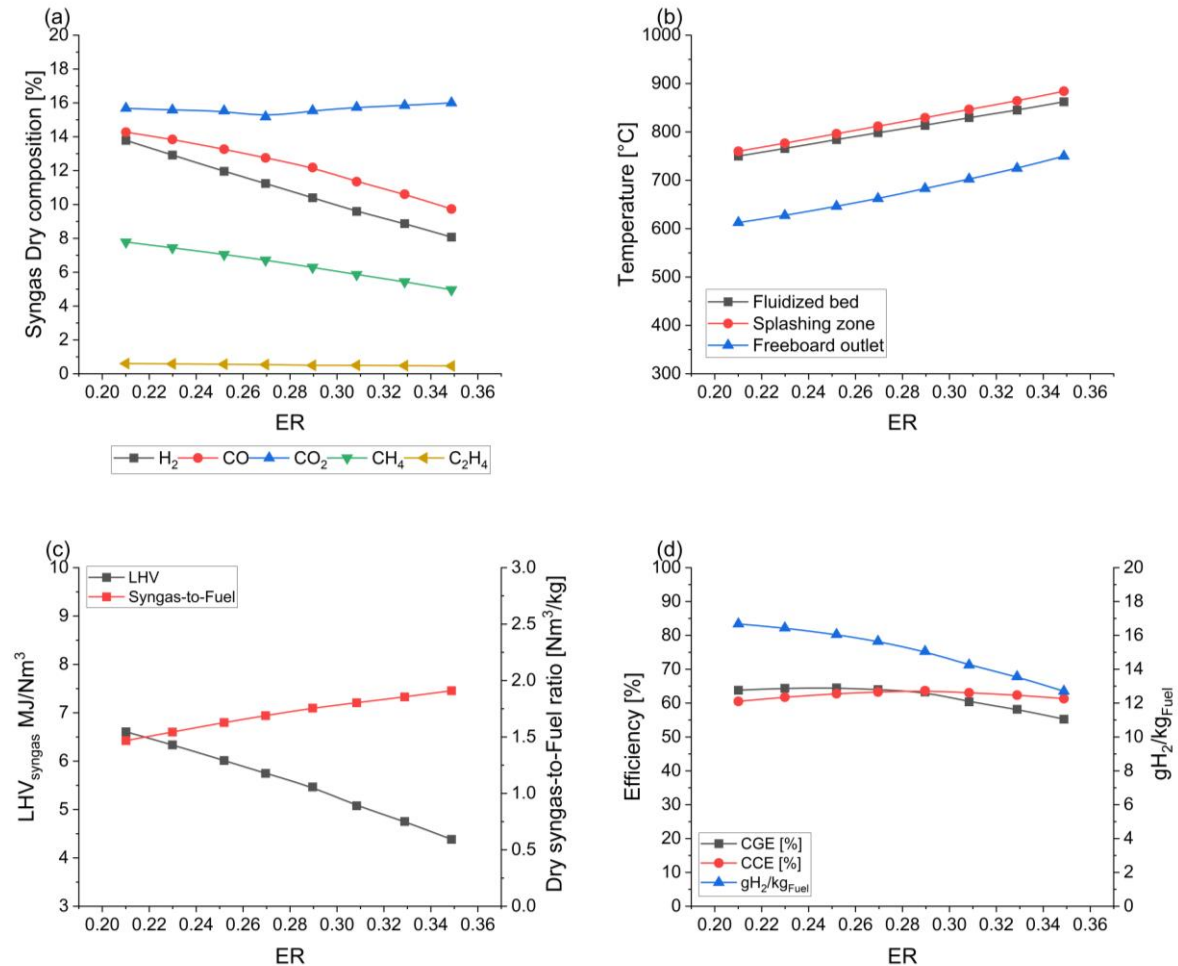 (a)
Syngas Dry composition [%]
20
18
16
14
12
10
8
6
4
2
0
0.20 0.22 0.24 0.26 0.28 0.30 0.32 0.34 0.36
ER
H₂ CO CO₂ CH₄ C₂H₄
(b)
Temperature [°C]
1000
900
800
700
600
500
400
300
Fluidized bed
Splashing zone
Freeboard outlet
0.20 0.22 0.24 0.26 0.28 0.30 0.32 0.34 0.36
ER
(c)
LHV
Syngas-to-Fuel
LHVsyngas MJ/Nm³
10
9
8
7
6
5
4
3
3.0
2.5
2.0
1.5
1.0
0.5
0.0
Dry syngas-to-Fuel ratio [Nm³/kg]
0.20 0.22 0.24 0.26 0.28 0.30 0.32 0.34 0.36
ER
(d)
Efficiency [%]
100
90
80
70
60
50
40
30
20
10
0
CGE [%]
CCE [%]
gH₂/kgFuel
20
18
16
14
12
10
8
6
4
2
0
gH₂/kgFuel
0.20 0.22 0.24 0.26 0.28 0.30 0.32 0.34 0.36
ER